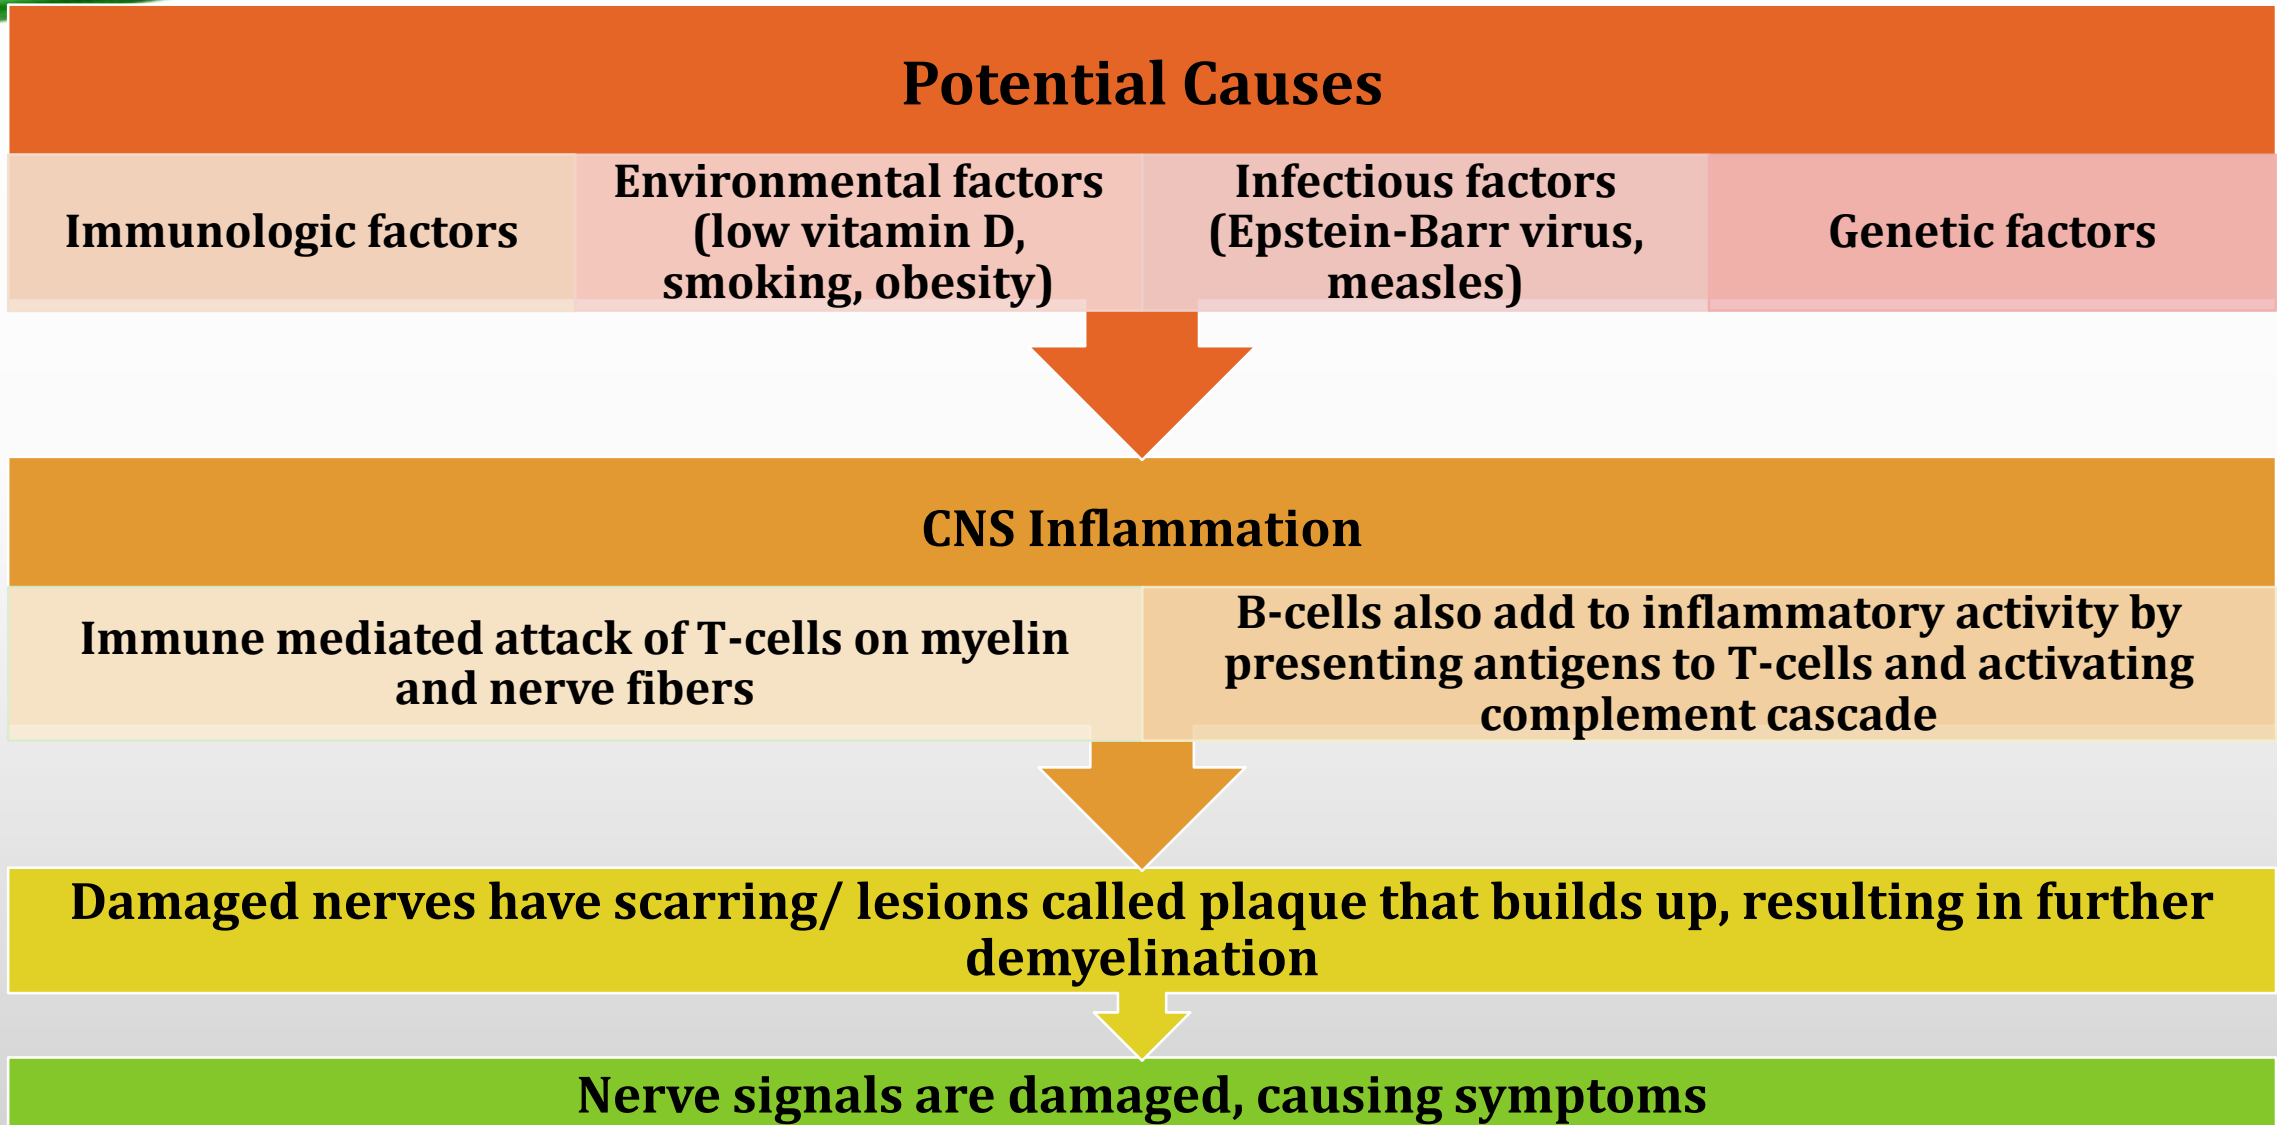 Potential Causes
Immunologic factors
Environmental factors
(low vitamin D,
smoking, obesity)
Infectious factors
(Epstein-Barr virus,
measles)
Genetic factors
CNS Inflammation
Immune mediated attack of T-cells on myelin
and nerve fibers
B-cells also add to inflammatory activity by
presenting antigens to T-cells and activating
complement cascade
Damaged nerves have scarring/ lesions called plaque that builds up, resulting in further
demyelination
Nerve signals are damaged, causing symptoms